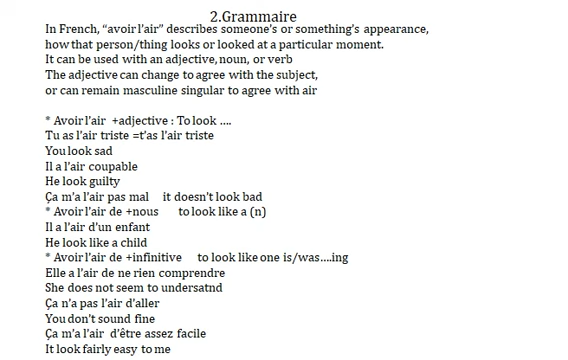 2.Grammaire
In French, “avoir l’air” describes someone’s or something’s appearance,
how that person/thing looks or looked at a particular moment.
It can be used with an adjective, noun, or verb
The adjective can change to agree with the subject,
or can remain masculine singular to agree with air
* Avoir l’air +adjective : To look ….
Tu as l’air triste =t’as l’air triste
You look sad
Il a l’air coupable
He look guilty
Ça m’a l’air pas mal it doesn’t look bad
* Avoir l’air de +nous to look like a (n)
Il a l’air d’un enfant
He look like a child
* Avoir l’air de +infinitive to look like one is/was….ing
Elle a l’air de ne rien comprendre
She does not seem to undersatnd
Ça n’a pas l’air d’aller
You don’t sound fine
Ça m’a l’air d’être assez facile
It look fairly easy to me